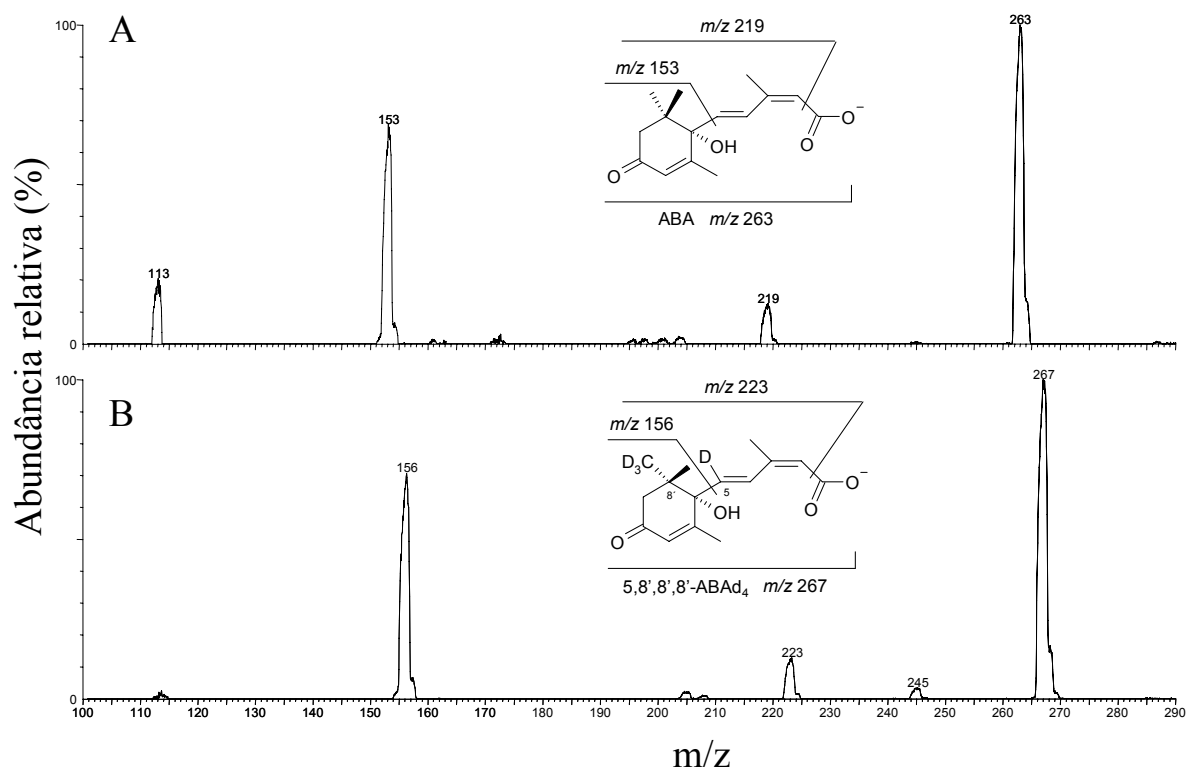 Abundância relativa (%)
A
100
0
113
153
219
263
m/z 219
m/z 153
OH
O
O
O−
ABA m/z 263
B
100
0
156
223
245
267
m/z 223
m/z 156
D3C
D
8´
5
OH
O
O
O−
5,8',8',8'-ABAd4 m/z 267
100 110 120 130 140 150 160 170 180 190 200 210 220 230 240 250 260 270 280 290
m/z